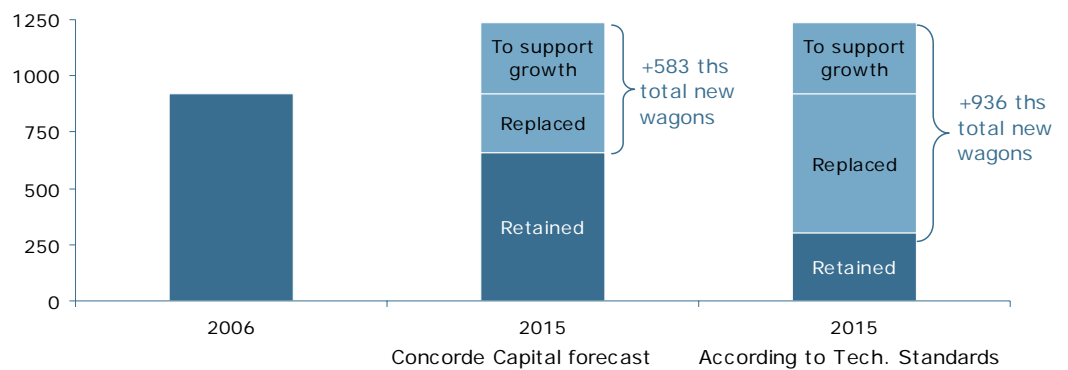 1250
1000
750
500
250
0
To support
growth
Replaced
Retained
+583 ths
total new
wagons
To support
growth
Replaced
Retained
+936 ths
total new
wagons
2006
2015
Concorde Capital forecast
2015
According to Tech. Standards